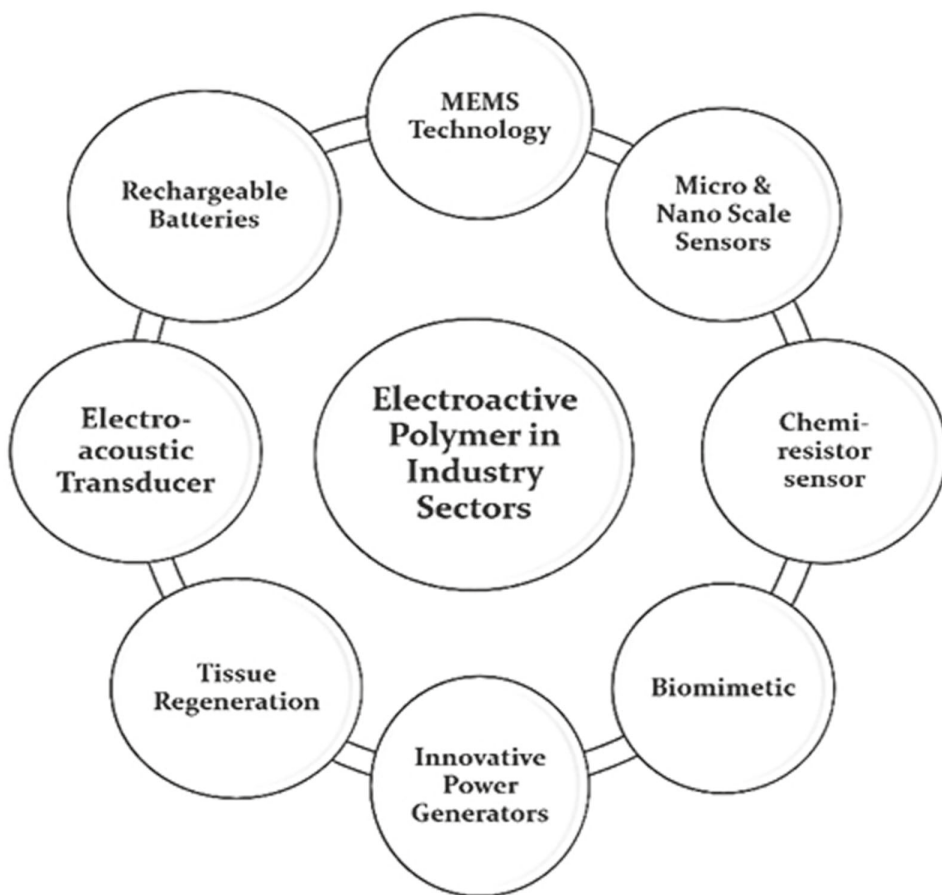 MEMS
Technology
Micro &
Nano Scale
Sensors
Chemi-
resistor
sensor
Biomimetic
Innovative
Power
Generators
Tissue
Regeneration
Electro-
acoustic
Transducer
Rechargeable
Batteries
Electroactive
Polymer in
Industry
Sectors